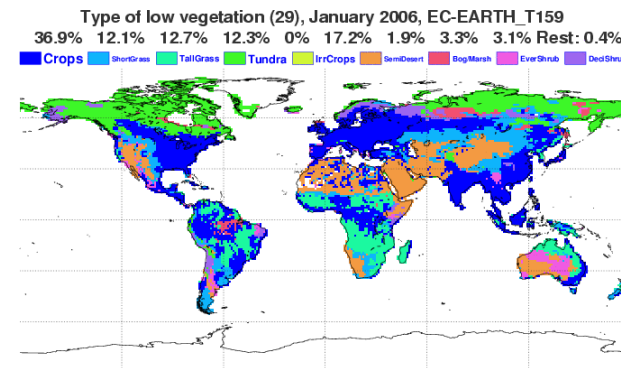 Type of low vegetation (29), January 2006, EC-EARTH_T159
36.9% 12.1% 12.7% 12.3% 0% 17.2% 1.9% 3.3% 3.1% Rest: 0.4%
Crops ShortGrass TallGrass Tundra IrrCrops SemiDesert Bog/Marsh EverShrub DeciShru